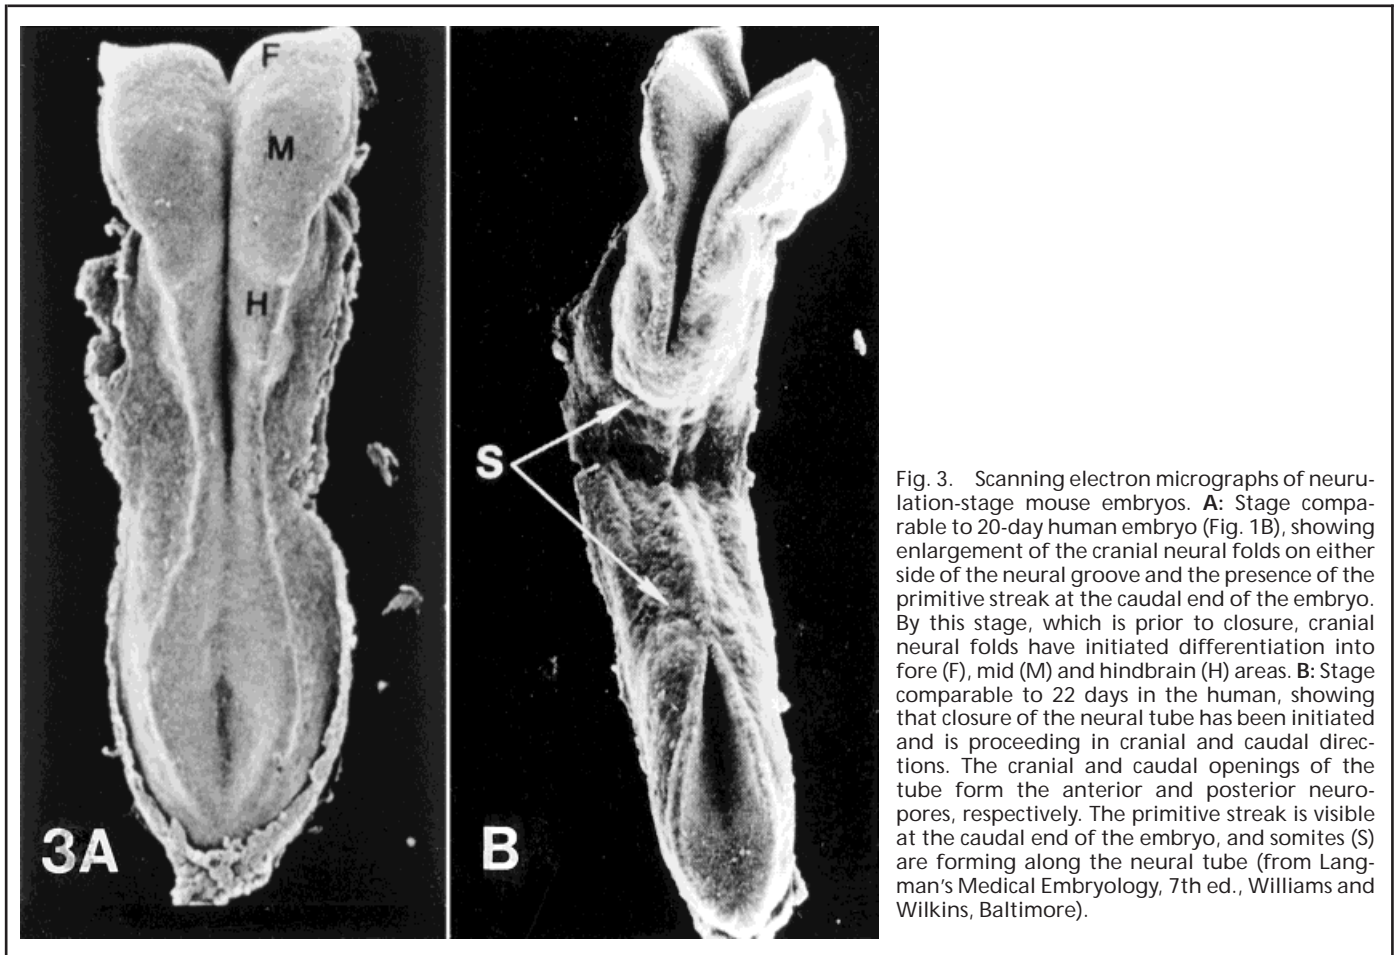 F
M
H
3A
S
B
Fig. 3. Scanning electron micrographs of neuru-
lation-stage mouse embryos. A: Stage compa-
rable to 20-day human embryo (Fig. 1B), showing
enlargement of the cranial neural folds on either
side of the neural groove and the presence of the
primitive streak at the caudal end of the embryo.
By this stage, which is prior to closure, cranial
neural folds have initiated differentiation into
fore (F), mid (M) and hindbrain (H) areas. B: Stage
comparable to 22 days in the human, showing
that closure of the neural tube has been initiated
and is proceeding in cranial and caudal direc-
tions. The cranial and caudal openings of the
tube form the anterior and posterior neuro-
pores, respectively. The primitive streak is visible
at the caudal end of the embryo, and somites (S)
are forming along the neural tube (from Lang-
man's Medical Embryology, 7th ed., Williams and
Wilkins, Baltimore).